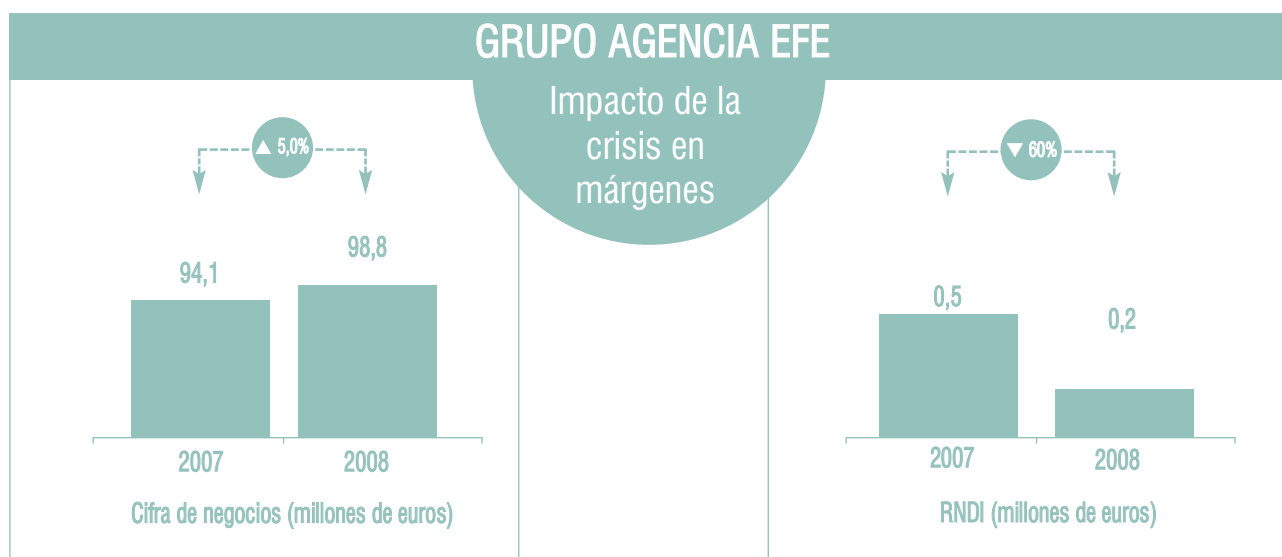 GRUPO AGENCIA EFE
Impacto de la
crisis en
márgenes
▲ 5,0%
94,1
98,8
2007
2008
Cifra de negocios (millones de euros)
▼ 60%
0,5
0,2
2007
2008
RNDI (millones de euros)